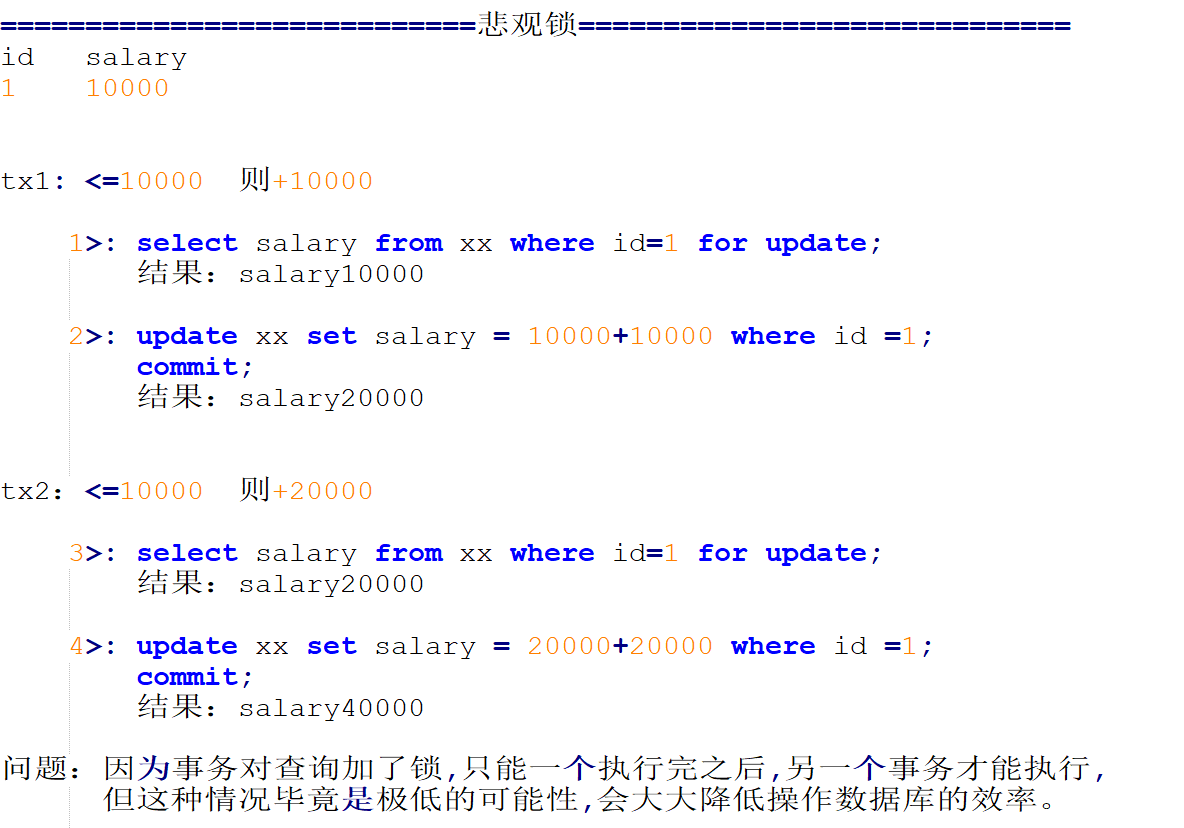 ============================悲观锁=============================
id   salary
1    10000
tx1: <=10000  则+10000
1>: select salary from xx where id=1 for update;
结果：salary10000
2>: update xx set salary = 10000+10000 where id =1;
commit;
结果：salary20000
tx2：<=10000  则+20000
3>: select salary from xx where id=1 for update;
结果：salary20000
4>: update xx set salary = 20000+20000 where id =1;
commit;
结果：salary40000
问题：因为事务对查询加了锁,只能一个执行完之后,另一个事务才能执行,
但这种情况毕竟是极低的可能性,会大大降低操作数据库的效率。